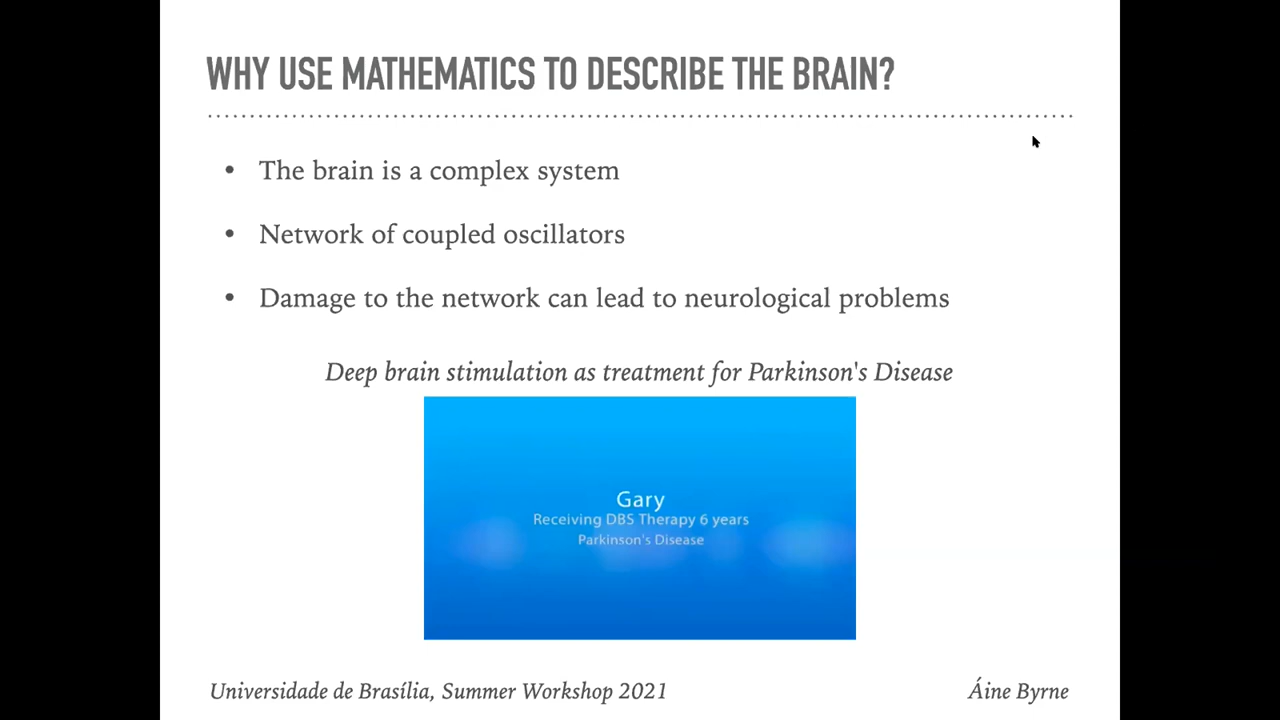 WHY USE MATHEMATICS TO DESCRIBE THE BRAIN?
• The brain is a complex system
• Network of coupled oscillators
• Damage to the network can lead to neurological problems
Deep brain stimulation as treatment for Parkinson's Disease
Gary
Receiving DBS Therapy 6 years
Parkinson's Disease
Universidade de Brasília, Summer Workshop 2021
Áine Byrne